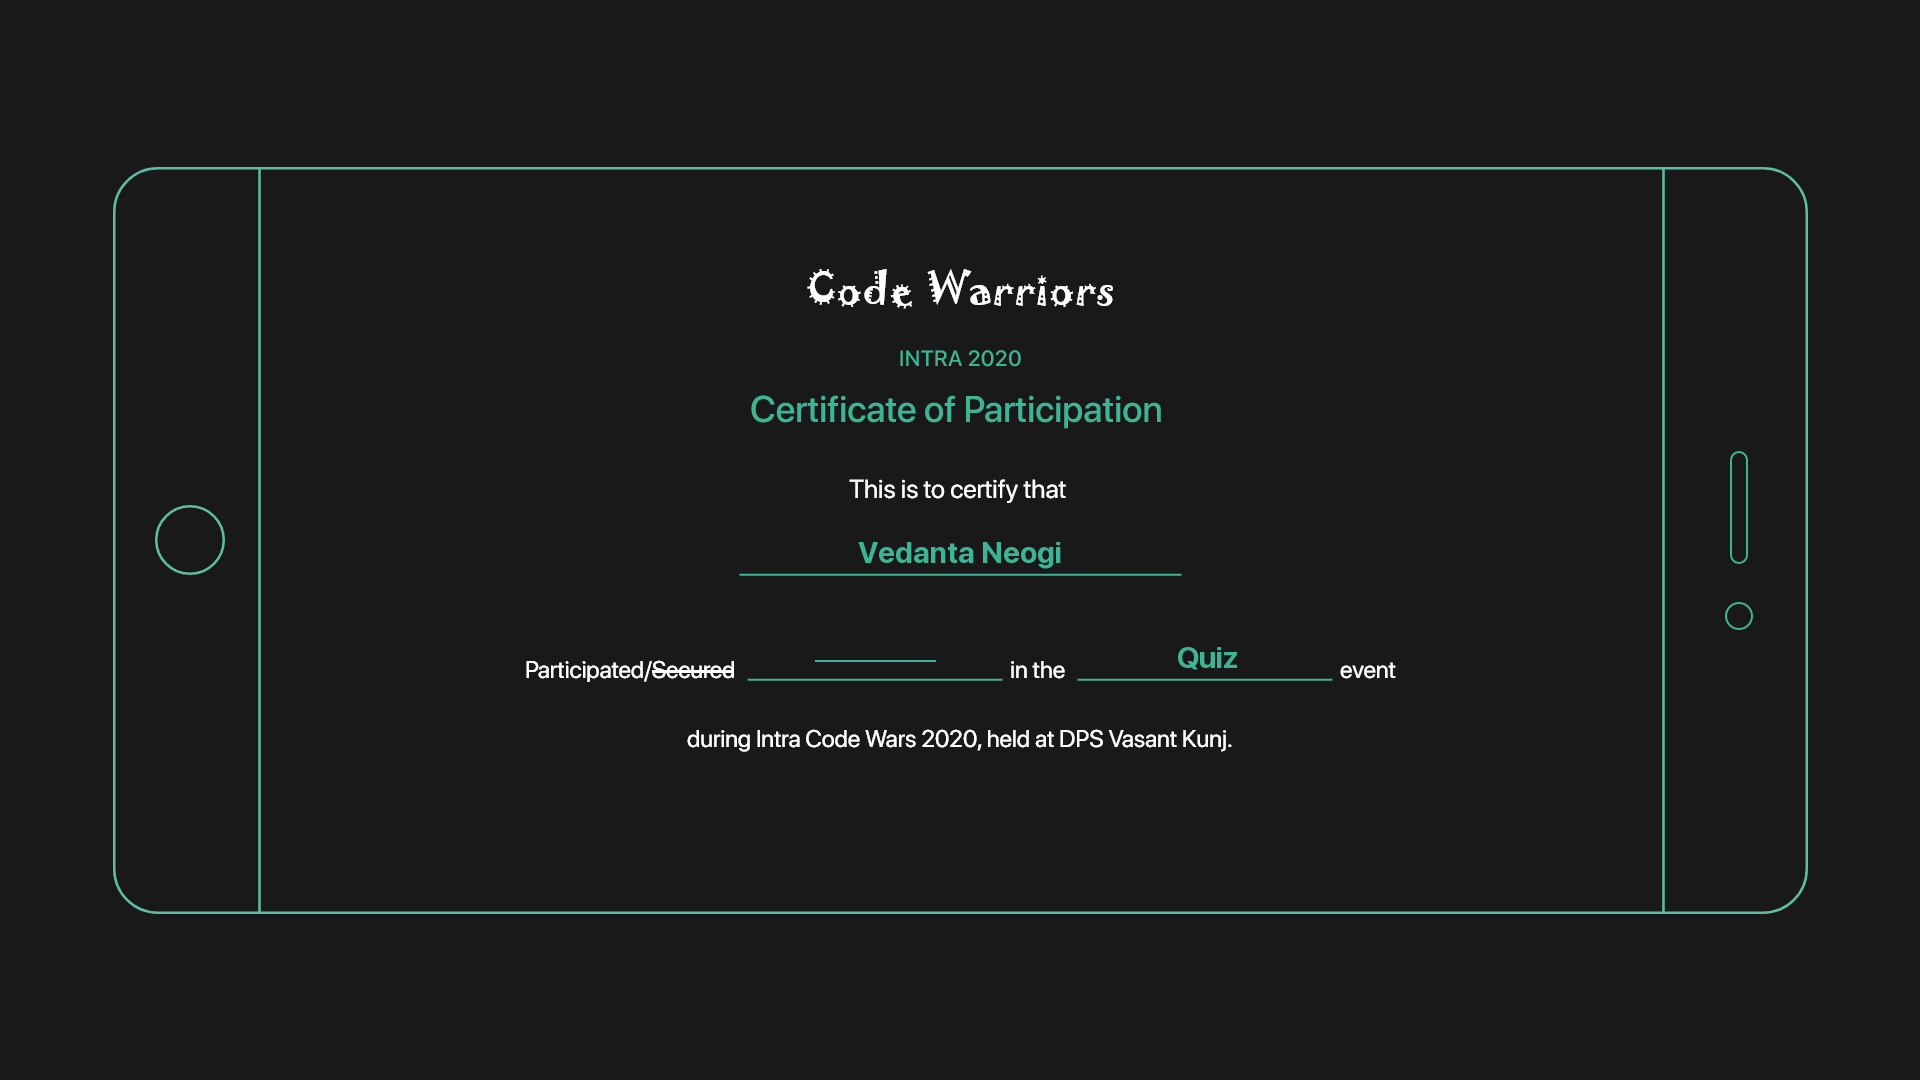 Code Warriors
INTRA 2020
Certificate of Participation
This is to certify that
Vedanta Neogi
Participated/Secured in the Quiz event
during Intra Code Wars 2020, held at DPS Vasant Kunj.